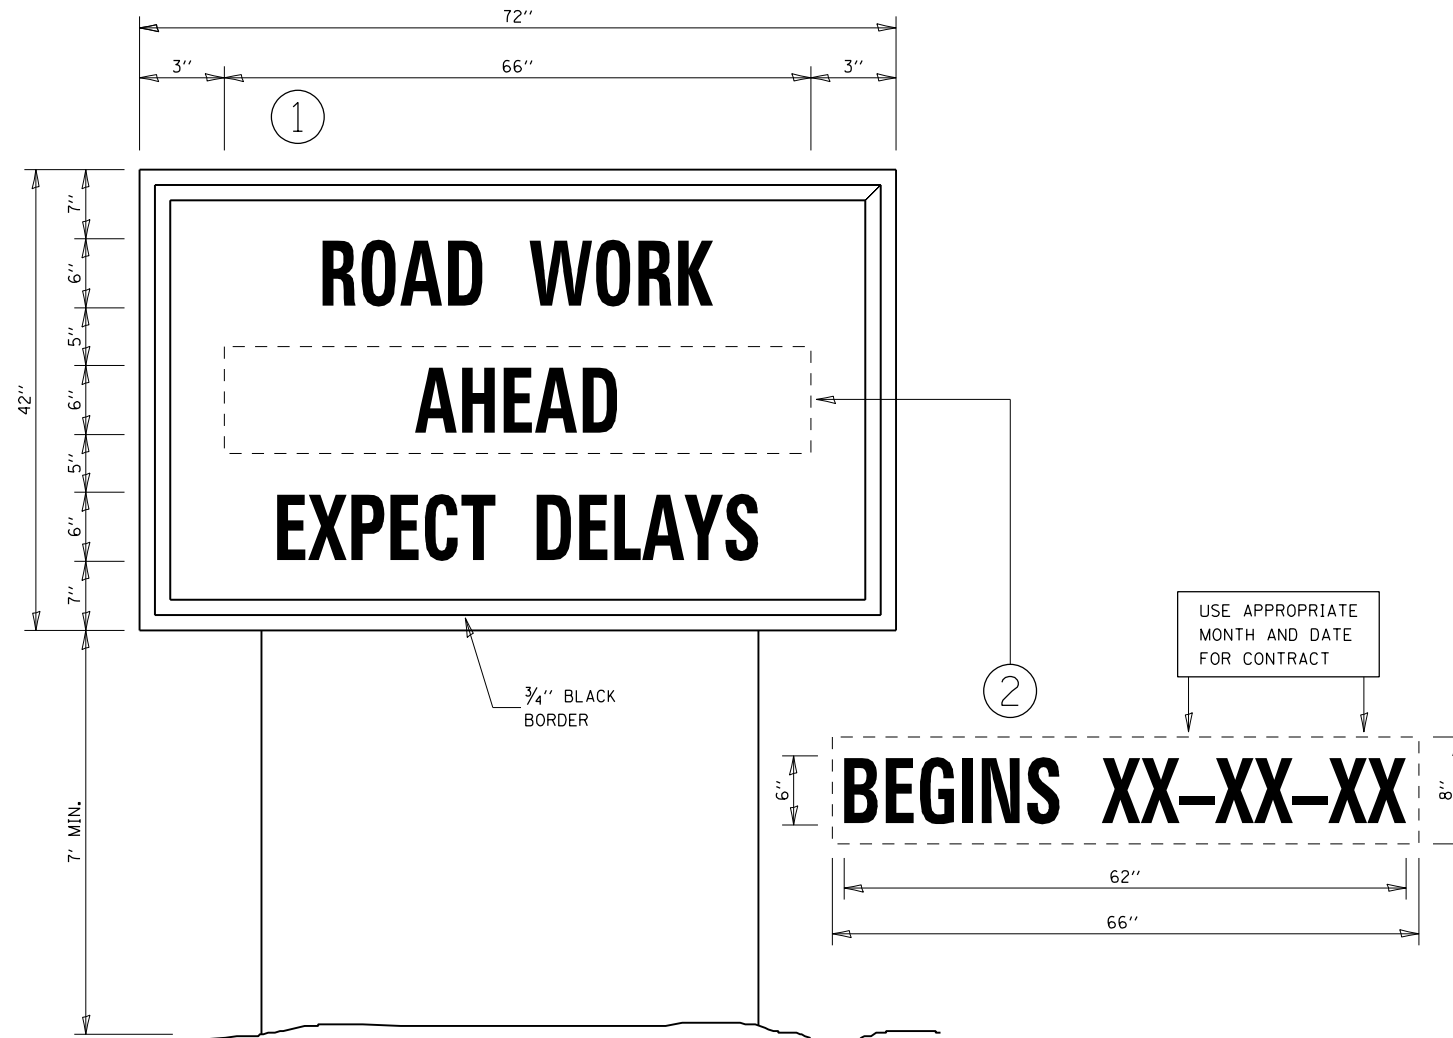 72''
3'' 66'' 3''
1
7''
6''
5''
6''
5''
6''
7''
42''
ROAD WORK
AHEAD
EXPECT DELAYS
3/4'' BLACK
BORDER
7' MIN.
2
USE APPROPRIATE
MONTH AND DATE
FOR CONTRACT
6''
BEGINS XX-XX-XX
8''
62''
66''